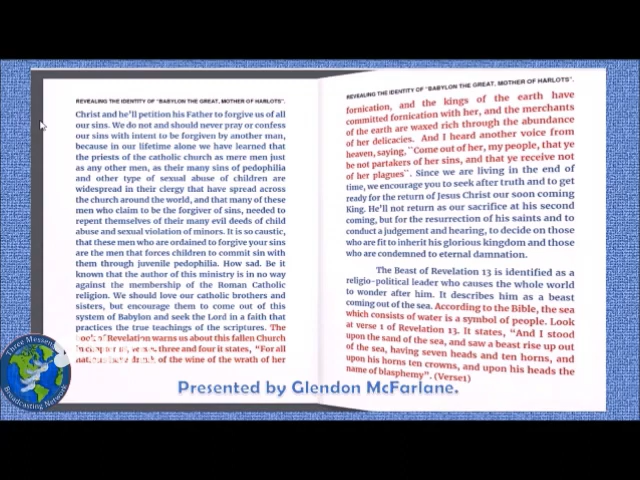 REVEALING THE IDENTITY OF "BABYLON THE GREAT, MOTHER OF HARLOTS".
Christ and he'll petition his Father to forgive us of all
our sins. We do not and should never pray or confess
our sins with intent to be forgiven by another man,
because in our lifetime alone we have learned that
the priests of the catholic church as mere men just
as any other men, as their many sins of pedophilia
and other type of sexual abuse of children are
widespread in their clergy that have spread across
the church around the world, and that many of these
men who claim to be the forgiver of sins, needed to
repent themselves of their many evil deeds of child
abuse and sexual violation of minors. It is so caustic,
that these men who are ordained to forgive your sins
are the men that forces children to commit sin with
them through juvenile pedophilia. How sad. Be it
known that the author of this ministry is in no way
against the membership of the Roman Catholic
religion. We should love our catholic brothers and
sisters, but encourage them to come out of this
system of Babylon and seek the Lord in a faith that
practices the true teachings of the scriptures. The
book of Revelation warns us about this fallen Church
three and four it states, "For all
of the wine of the wrath of her
REVEALING THE IDENTITY OF "BABYLON THE GREAT, MOTHER OF HARLOTS".
fornication, and the kings of the earth have
committed fornication with her, and the merchants
of the earth are waxed rich through the abundance
of her delicacies. And I heard another voice from
heaven, saying, "Come out of her, my people, that ye
be not partakers of her sins, and that ye receive not
of her plagues". Since we are living in the end of
time, we encourage you to seek after truth and to get
ready for the return of Jesus Christ our soon coming
King. He'll not return as our sacrifice at his second
coming, but for the resurrection of his saints and to
conduct a judgement and hearing, to decide on those
who are fit to inherit his glorious kingdom and those
who are condemned to eternal damnation.
The Beast of Revelation 13 is identified as a
religio-political leader who causes the whole world
to wonder after him. It describes him as a beast
coming out of the sea. According to the Bible, the sea
which consists of water is a symbol of people. Look
at verse 1 of Revelation 13. It states, "And I stood
upon the sand of the sea, and saw a beast rise up out
of the sea, having seven heads and ten horns, and
upon his horns ten crowns, and upon his heads the
name of blasphemy". (Verse1)
Three
Broadcasting Network
Presented by Glendon McFarlane.